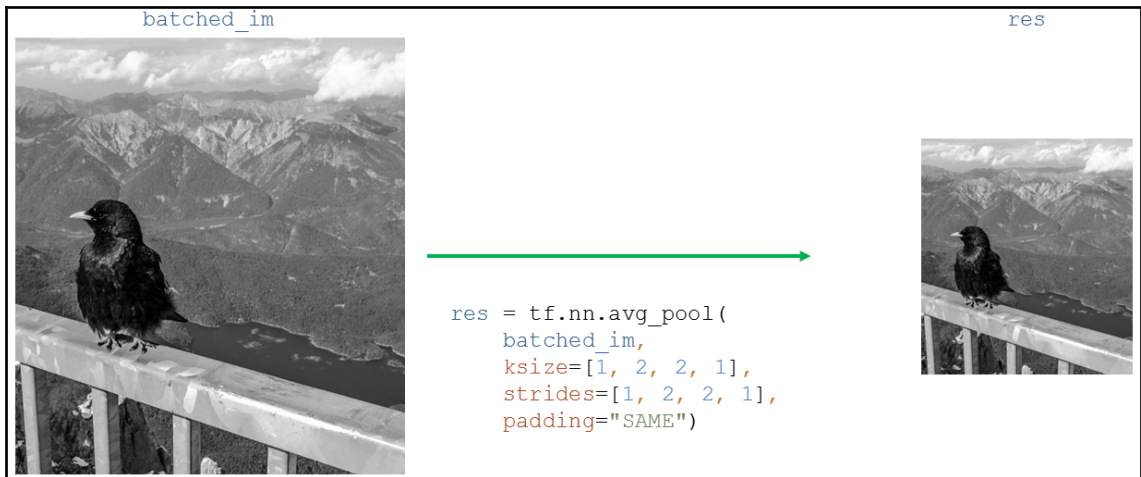 batched_im
res
res = tf.nn.avg_pool(
batched_im,
ksize=[1, 2, 2, 1],
strides=[1, 2, 2, 1],
padding="SAME")